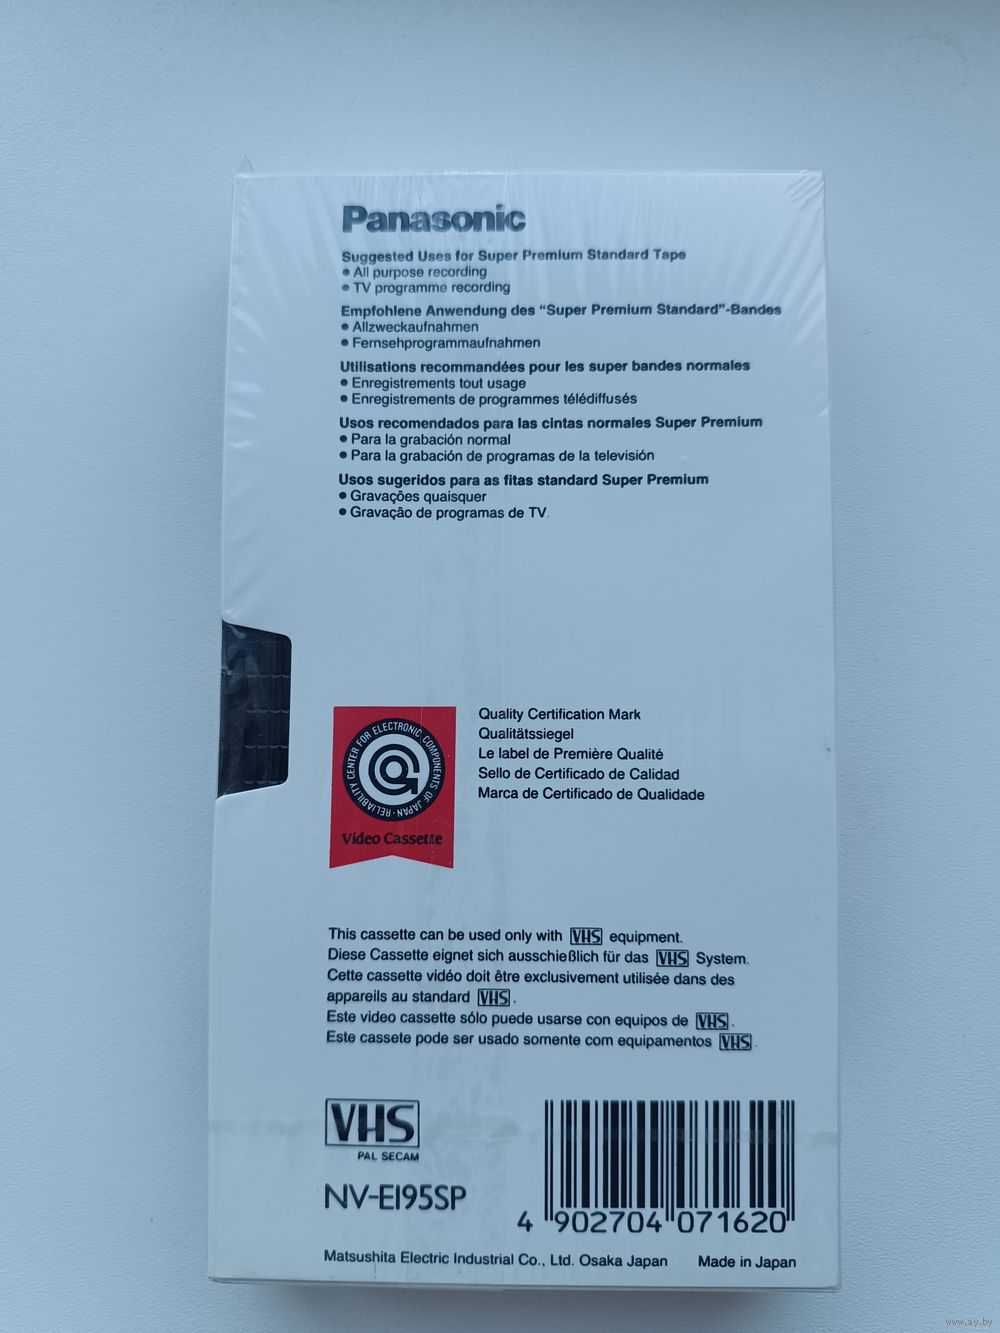 Panasonic
Suggested Uses for Super Premium Standard Tape
• All purpose recording
• TV programme recording
Empfohlene Anwendung des “Super Premium Standard”-Bandes
• Allzweckaufnahmen
• Fernsehprogrammaufnahmen
Utilisations recommandées pour les super bandes normales
• Enregistrements tout usage
• Enregistrements de programmes télédiffusés
Usos recomendados para las cintas normales Super Premium
• Para la grabación normal
• Para la grabación de programas de la televisión
Usos sugeridos para as fitas standard Super Premium
• Gravações quaisquer
• Gravação de programas de TV.
RELIABILITY CENTER FOR ELECTRONIC COMPONENTS OF JAPAN
Video Cassette
Quality Certification Mark
Qualitätssiegel
Le label de Première Qualité
Sello de Certificado de Calidad
Marca de Certificado de Qualidade
This cassette can be used only with VHS equipment.
Diese Cassette eignet sich ausschießlich für das VHS System.
Cette cassette vidéo doit être exclusivement utilisée dans des
appareils au standard VHS.
Este video cassette sólo puede usarse con equipos de VHS.
Este cassete pode ser usado somente com equipamentos VHS.
VHS
PAL SECAM
NV-E195SP
4 902704 071620
Matsushita Electric Industrial Co., Ltd. Osaka Japan Made in Japan
www.ay.by